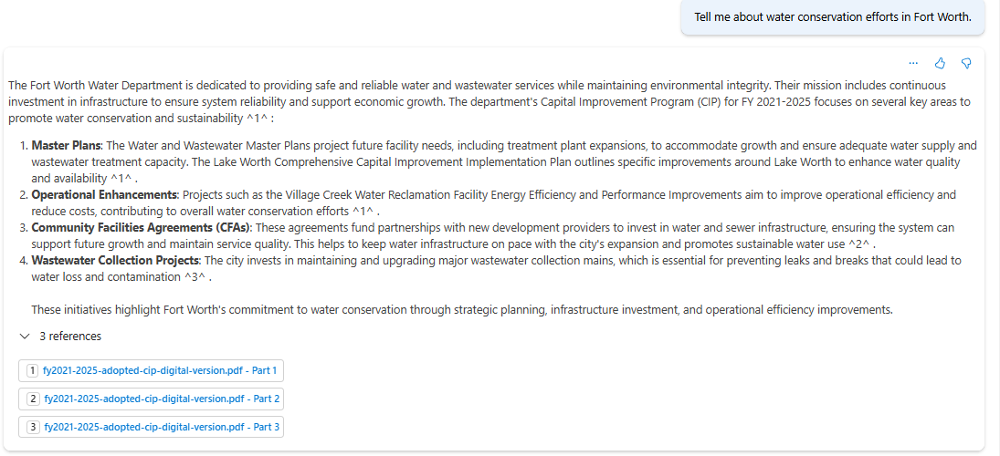 Tell me about water conservation efforts in Fort Worth.
The Fort Worth Water Department is dedicated to providing safe and reliable water and wastewater services while maintaining environmental integrity. Their mission includes continuous
investment in infrastructure to ensure system reliability and support economic growth. The department's Capital Improvement Program (CIP) for FY 2021-2025 focuses on several key areas to
promote water conservation and sustainability ^1^ :
1. Master Plans: The Water and Wastewater Master Plans project future facility needs, including treatment plant expansions, to accommodate growth and ensure adequate water supply and
wastewater treatment capacity. The Lake Worth Comprehensive Capital Improvement Implementation Plan outlines specific improvements around Lake Worth to enhance water quality
and availability ^1^ .
2. Operational Enhancements: Projects such as the Village Creek Water Reclamation Facility Energy Efficiency and Performance Improvements aim to improve operational efficiency and
reduce costs, contributing to overall water conservation efforts ^1^ .
3. Community Facilities Agreements (CFAs): These agreements fund partnerships with new development providers to invest in water and sewer infrastructure, ensuring the system can
support future growth and maintain service quality. This helps to keep water infrastructure on pace with the city's expansion and promotes sustainable water use ^2^ .
4. Wastewater Collection Projects: The city invests in maintaining and upgrading major wastewater collection mains, which is essential for preventing leaks and breaks that could lead to
water loss and contamination ^3^ .
These initiatives highlight Fort Worth's commitment to water conservation through strategic planning, infrastructure investment, and operational efficiency improvements.
3 references
1 fy2021-2025-adopted-cip-digital-version.pdf - Part 1
2 fy2021-2025-adopted-cip-digital-version.pdf - Part 2
3 fy2021-2025-adopted-cip-digital-version.pdf - Part 3